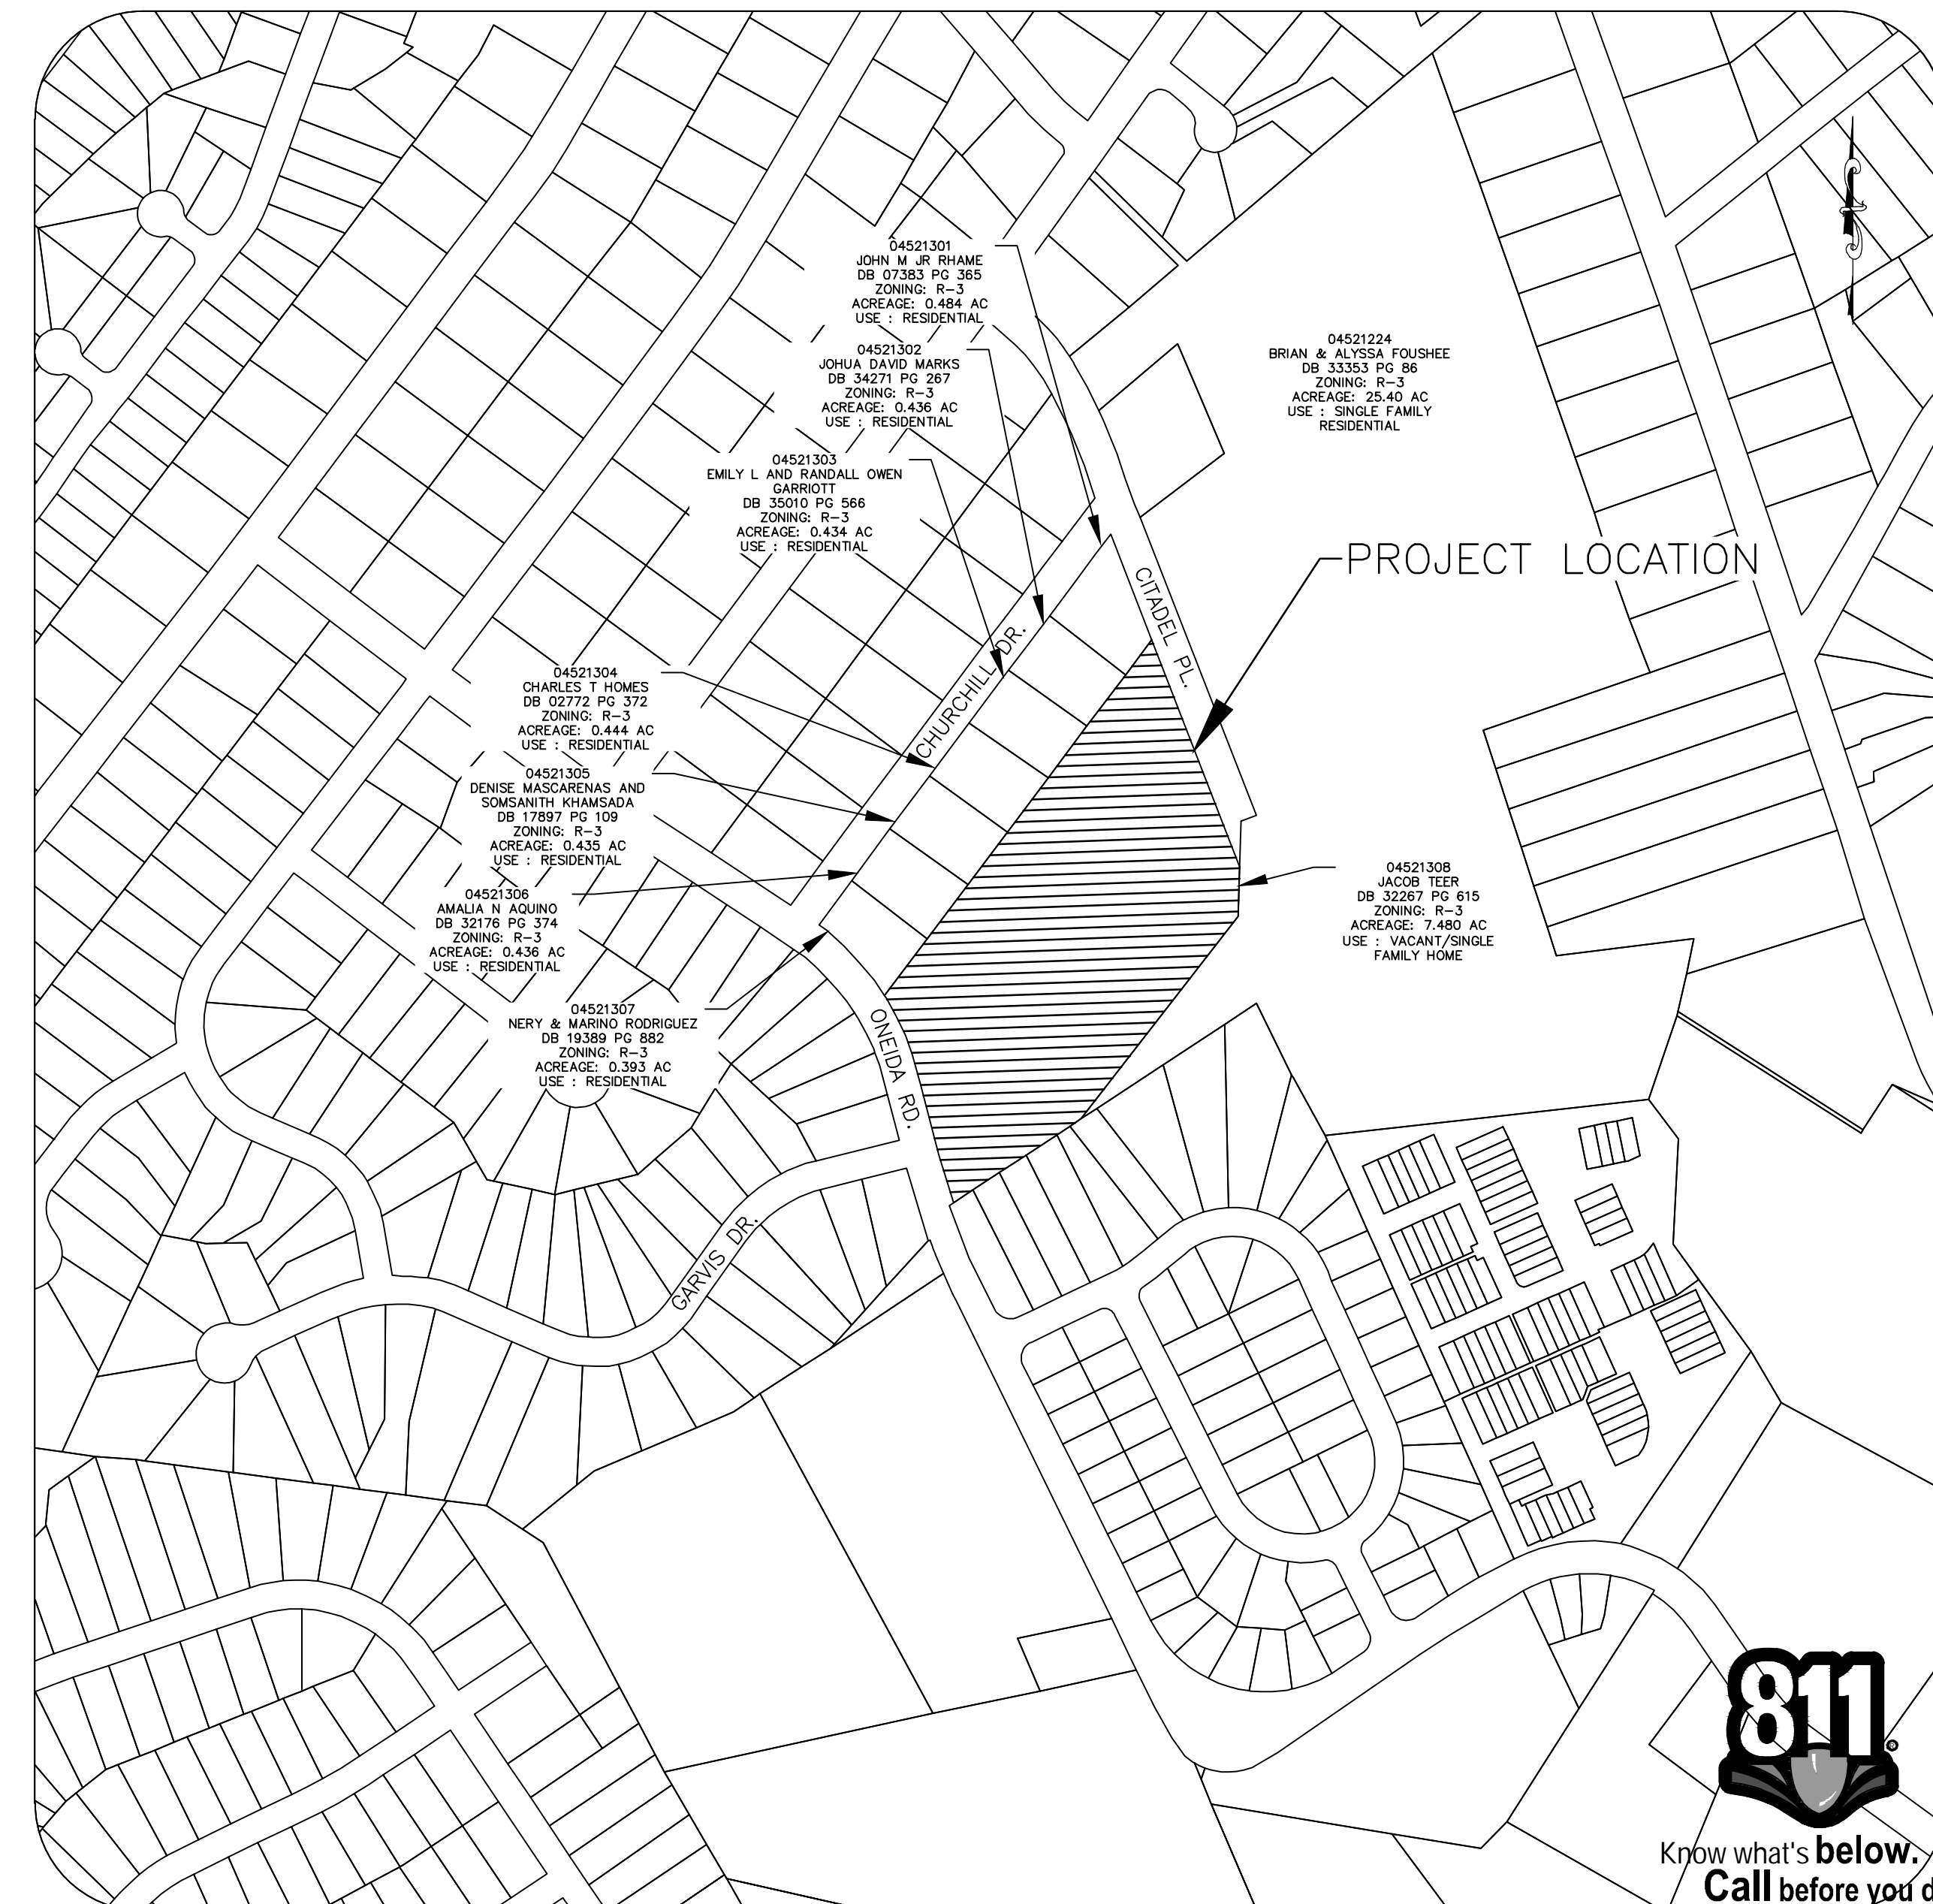 04521301
JOHN M JR RHAME
DB 07383 PG 365
ZONING: R-3
ACREAGE: 0.484 AC
USE : RESIDENTIAL
04521302
JOHUA DAVID MARKS
DB 34271 PG 267
ZONING: R-3
ACREAGE: 0.436 AC
USE : RESIDENTIAL
04521224
BRIAN & ALYSSA FOUSHEE
DB 33353 PG 86
ZONING: R-3
ACREAGE: 25.40 AC
USE : SINGLE FAMILY
RESIDENTIAL
04521303
EMILY L AND RANDALL OWEN
GARRIOTT
DB 35010 PG 566
ZONING: R-3
ACREAGE: 0.434 AC
USE : RESIDENTIAL
PROJECT LOCATION
CITADEL PL.
CHURCHILL DR.
04521304
CHARLES T HOMES
DB 02772 PG 372
ZONING: R-3
ACREAGE: 0.444 AC
USE : RESIDENTIAL
04521305
DENISE MASCARENAS AND
SOMSANITH KHAMSADA
DB 17897 PG 109
ZONING: R-3
ACREAGE: 0.435 AC
USE : RESIDENTIAL
04521306
AMALIA N AQUINO
DB 32176 PG 374
ZONING: R-3
ACREAGE: 0.436 AC
USE : RESIDENTIAL
04521308
JACOB TEER
DB 32267 PG 615
ZONING: R-3
ACREAGE: 7.480 AC
USE : VACANT/SINGLE
FAMILY HOME
04521307
NERY & MARINO RODRIGUEZ
DB 19389 PG 882
ZONING: R-3
ACREAGE: 0.393 AC
USE : RESIDENTIAL
ONEIDA RD.
GARVIS DR.
811®
Know what's below.
Call before you d